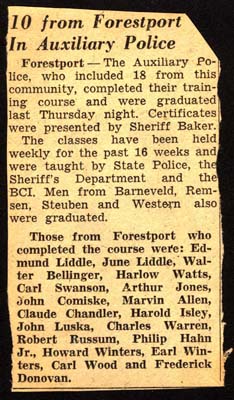 10 from Forestport
In Auxiliary Police
Forestport — The Auxiliary Po-
lice, who included 18 from this
community, completed their train-
ing course and were graduated
last Thursday night. Certificates
were presented by Sheriff Baker.
The classes have been held
weekly for the past 16 weeks and
were taught by State Police, the
Sheriff's Department and the
BCI. Men from Barneveld, Rem-
sen, Steuben and Western also
were graduated.
Those from Forestport who
completed the course were: Ed-
mund Liddle, June Liddle, Wal-
ter Bellinger, Harlow Watts,
Carl Swanson, Arthur Jones,
John Comiske, Marvin Allen,
Claude Chandler, Harold Isley,
John Luska, Charles Warren,
Robert Russum, Philip Hahn
Jr., Howard Winters, Earl Win-
ters, Carl Wood and Frederick
Donovan.